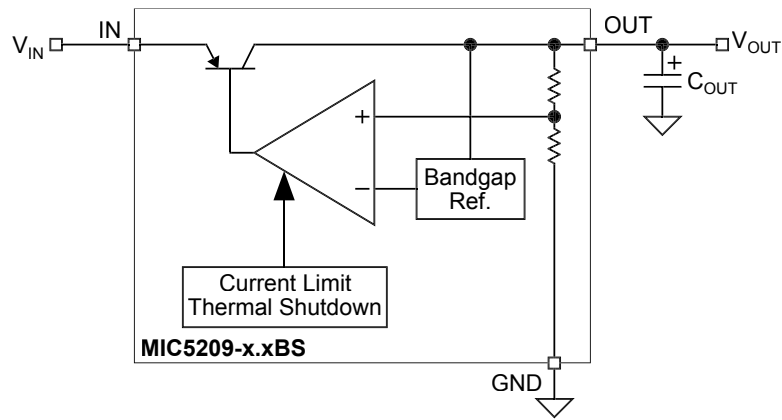 IN
OUT
V_IN
V_OUT
+
C_OUT
+
−
Bandgap
Ref.
Current Limit
Thermal Shutdown
MIC5209-x.xBS
GND